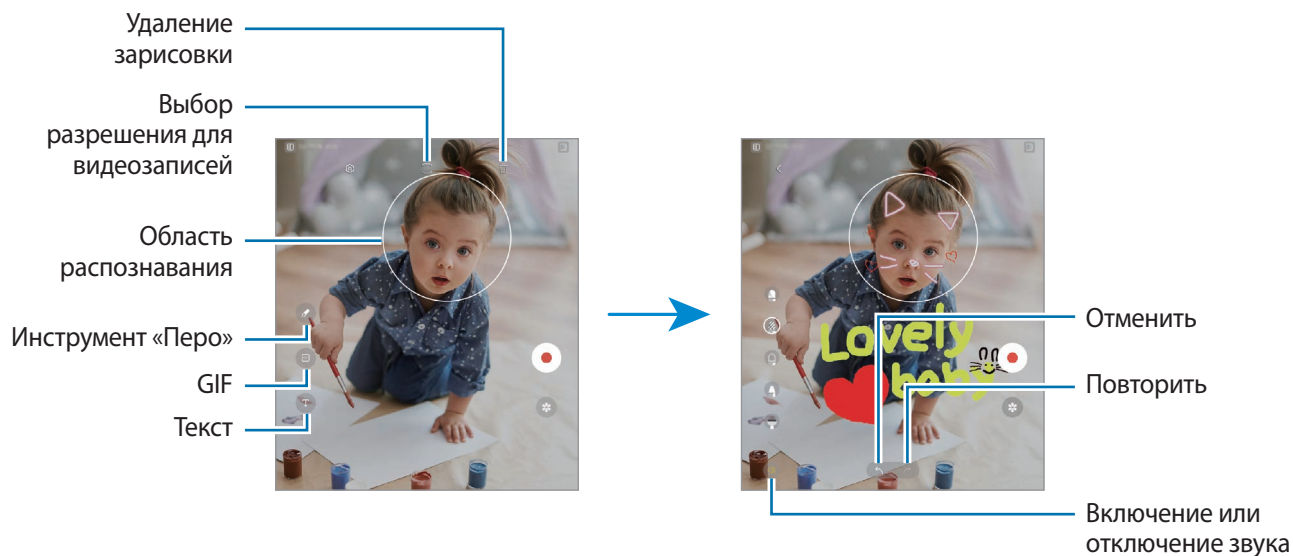 Удаление
зарисовки
Выбор
разрешения для
видеозаписей
Область
распознавания
Инструмент «Перо»
GIF
Текст
Lovely
baby
Отменить
Повторить
Включение или
отключение звука